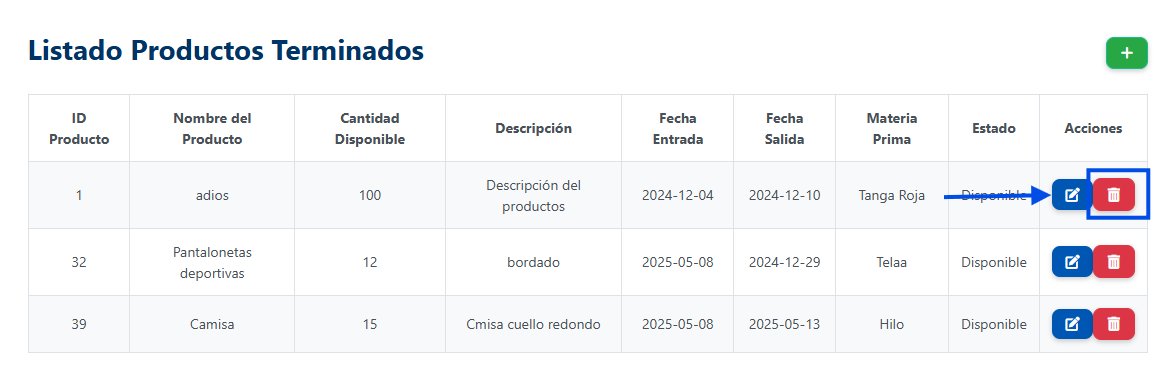 Listado Productos Terminados
+
ID Producto Nombre del Producto Cantidad Disponible Descripción Fecha Entrada Fecha Salida Materia Prima Estado Acciones
1 adios 100 Descripción del productos 2024-12-04 2024-12-10 Tanga Roja Disponible
32 Pantalonetas deportivas 12 bordado 2025-05-08 2024-12-29 Telaa Disponible
39 Camisa 15 Cmisa cuello redondo 2025-05-08 2025-05-13 Hilo Disponible